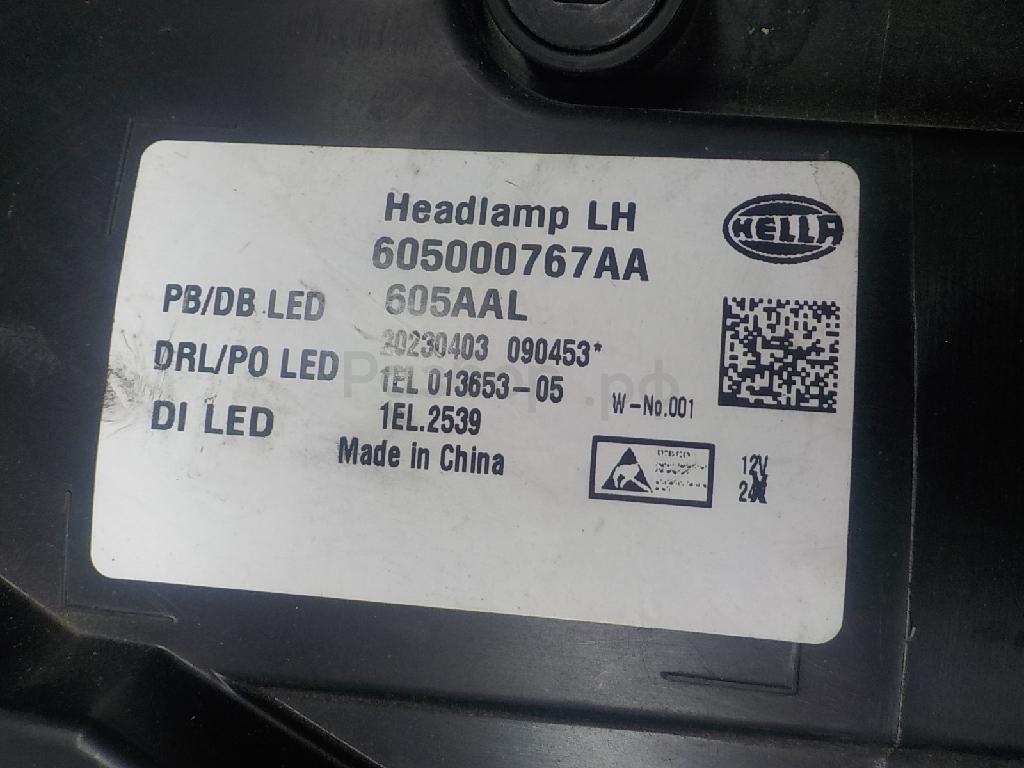 Headlamp LH
HELLA
605000767AA
PB/DB LED
605AAL
20230403 090453*
DRL/PO LED
1EL 013653-05
W-No.001
DI LED
1EL.2539
Made in China
12V